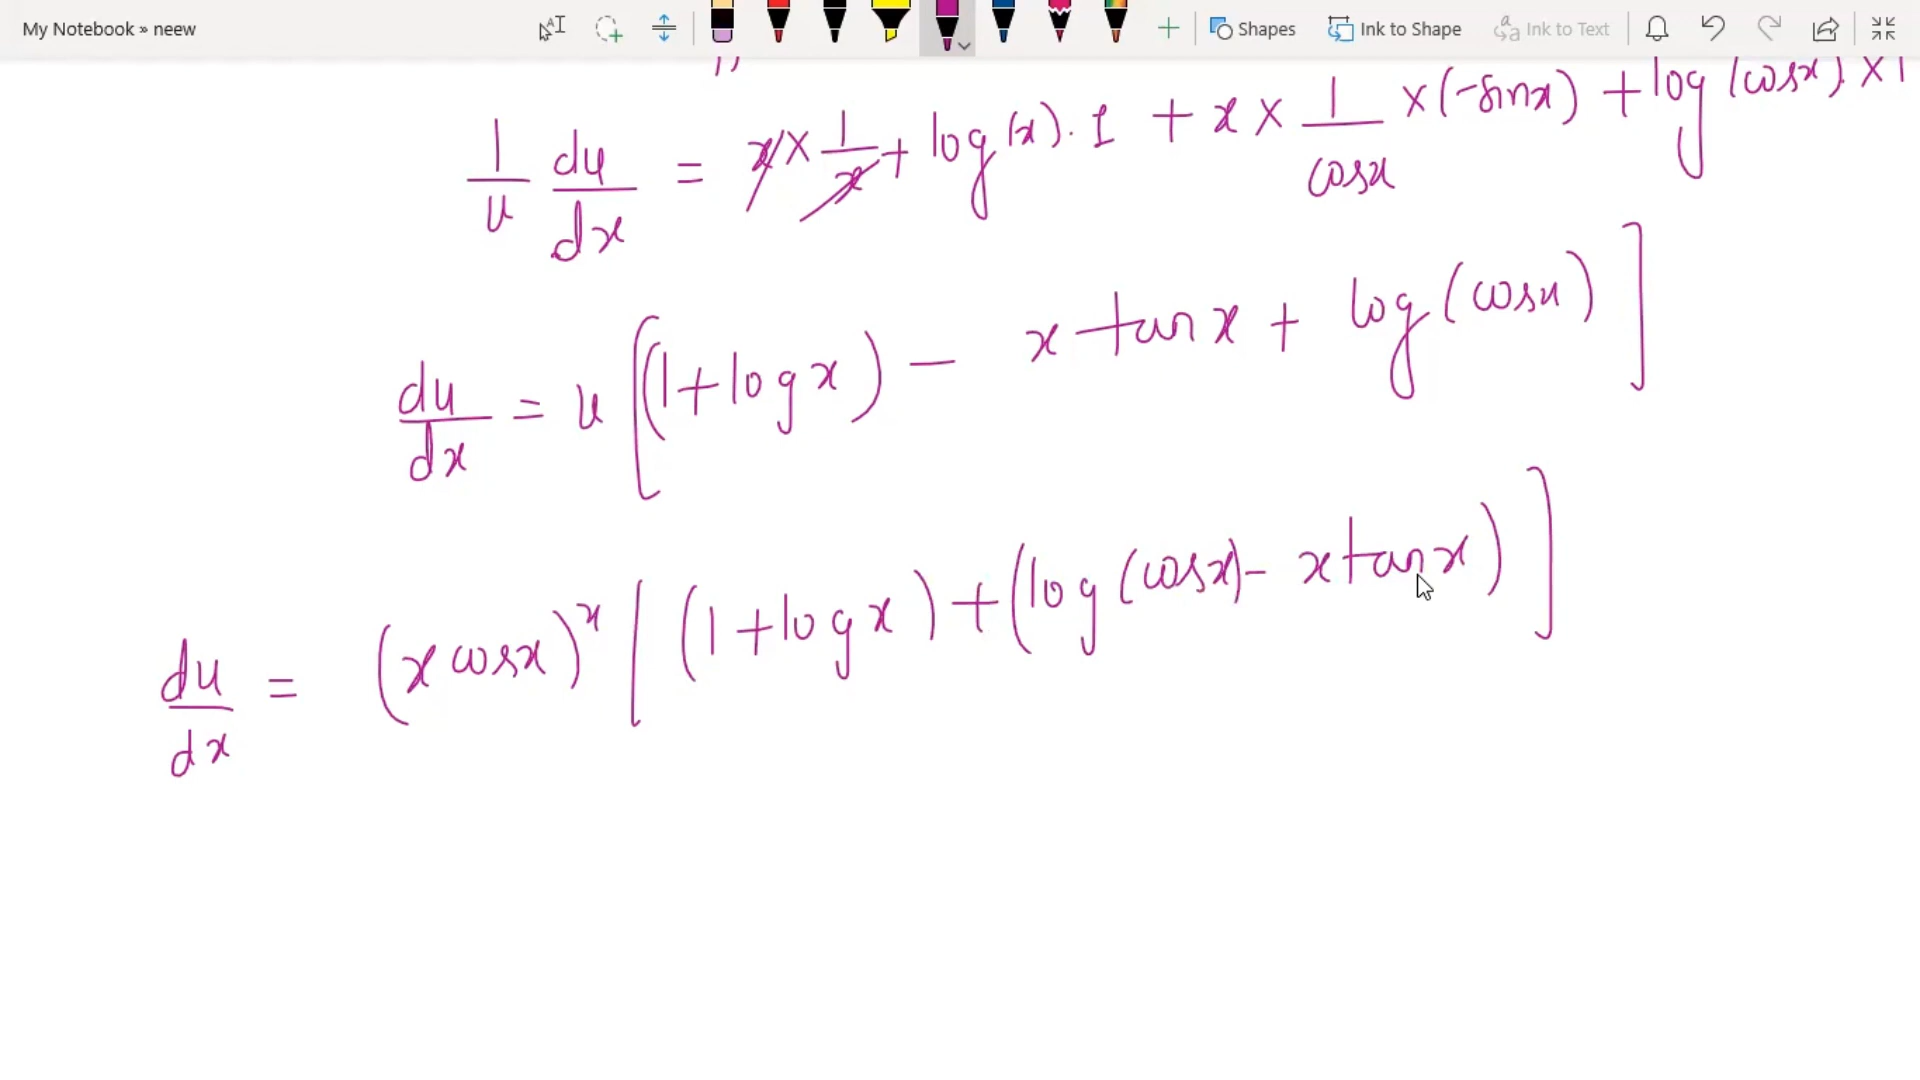 My Notebook » neew
Shapes
Ink to Shape
Ink to Text
1/u du/dx = x × 1/x + log(x).1 + x × 1/cosx × (-sinx) + log(cosx) × 1
du/dx = u [(1+logx) - x tanx + log(cosx)]
du/dx = (x cosx)^x [(1+logx) + (log(cosx) - x tanx)]